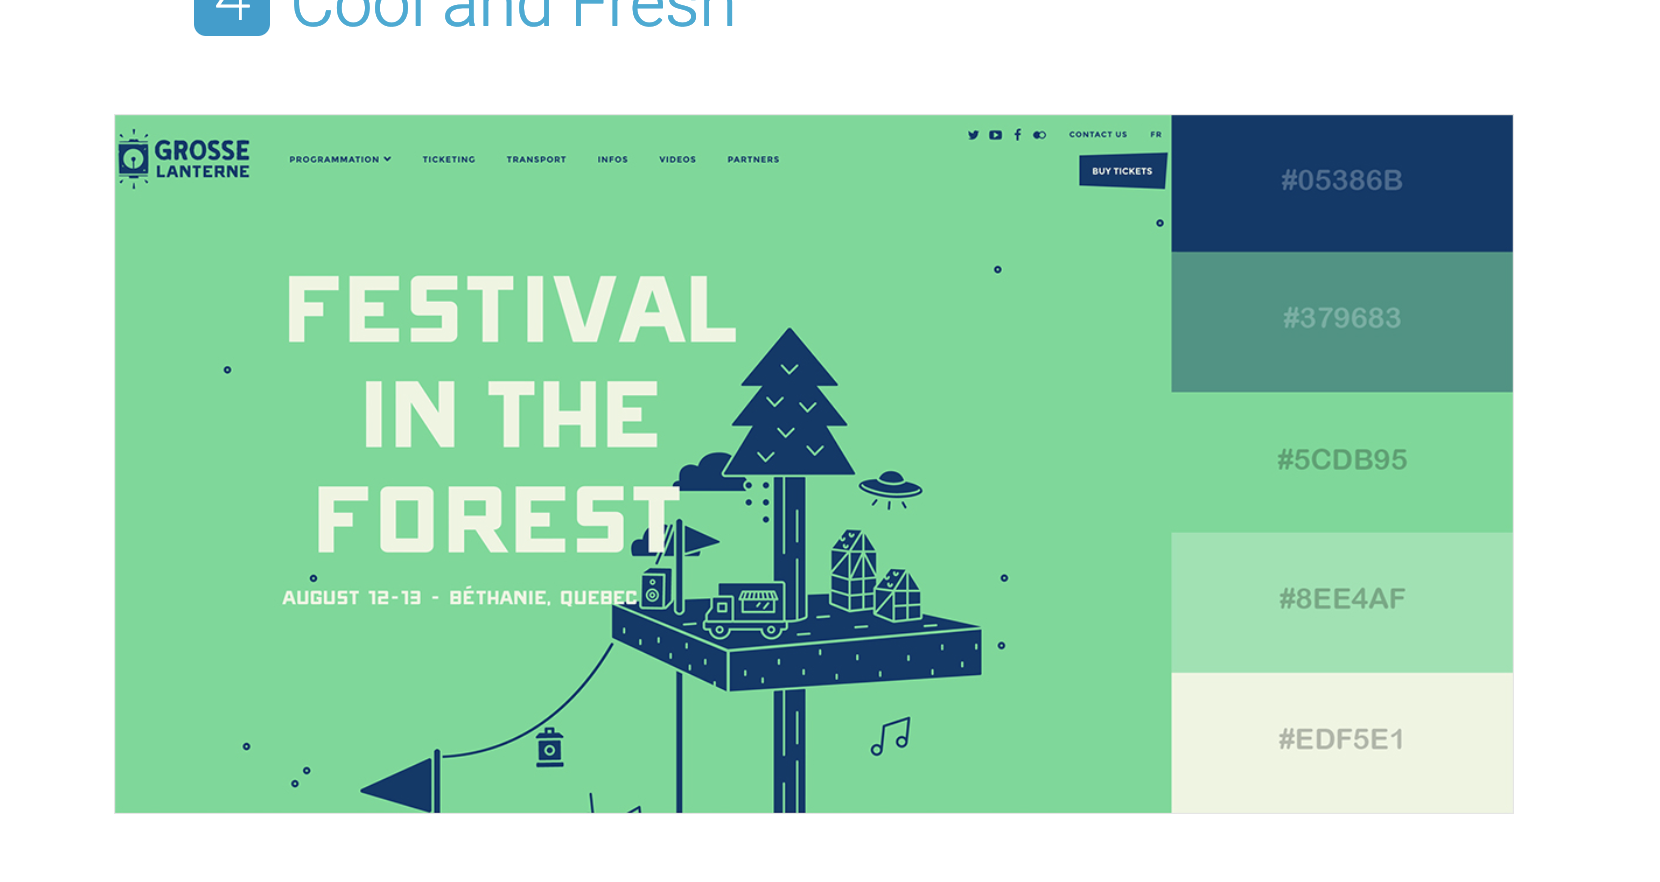 4 Cool and Fresh
GROSSE
LANTERNE
PROGRAMMATION TICKETING TRANSPORT INFOS VIDEOS PARTNERS
CONTACT US FR
BUY TICKETS
FESTIVAL
IN THE
FOREST
AUGUST 12-13 - BÉTHANIE, QUEBEC
#05386B
#379683
#5CDB95
#8EE4AF
#EDF5E1